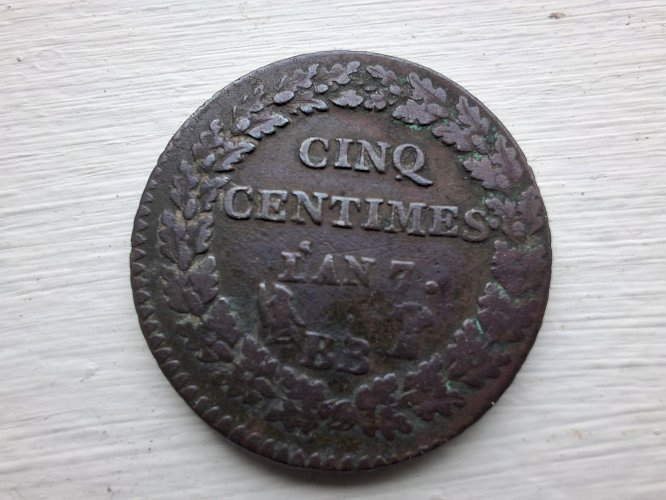 CINQ
CENTIMES
L'AN 7.
BB